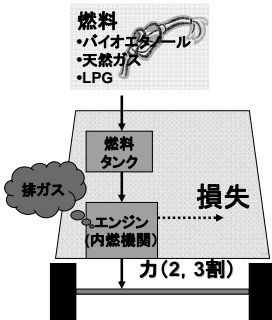 燃料
•バイオエタノール
•天然ガス
•LPG
燃料
タンク
排ガス
損失
エンジン
(内燃機関)
力(2, 3割)